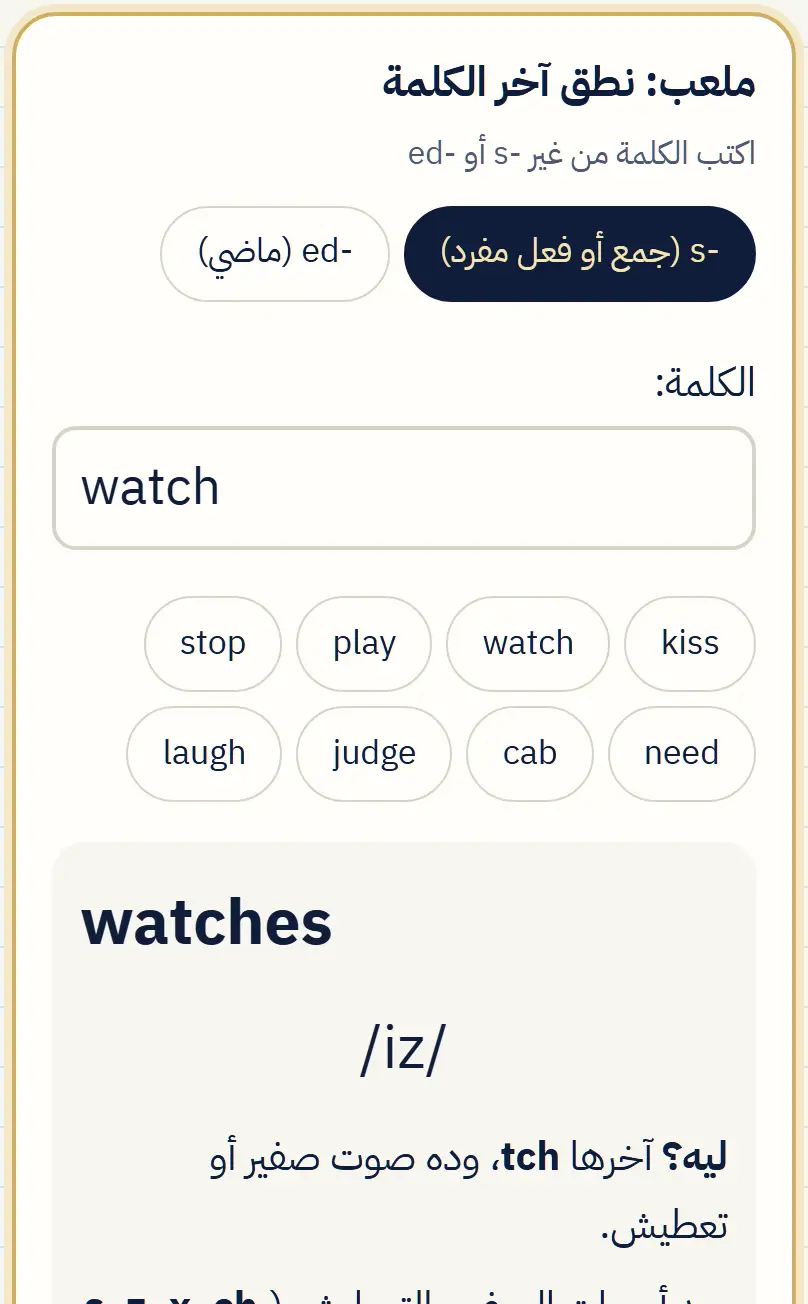 ملعب: نطق آخر الكلمة
اكتب الكلمة من غير -s أو -ed
-s (جمع أو فعل مفرد)
-ed (ماضي)
الكلمة:
watch
kiss
watch
play
stop
need
cab
judge
laugh
watches
/iz/
ليه؟ آخرها tch، وده صوت صفير أو
تعطيش.